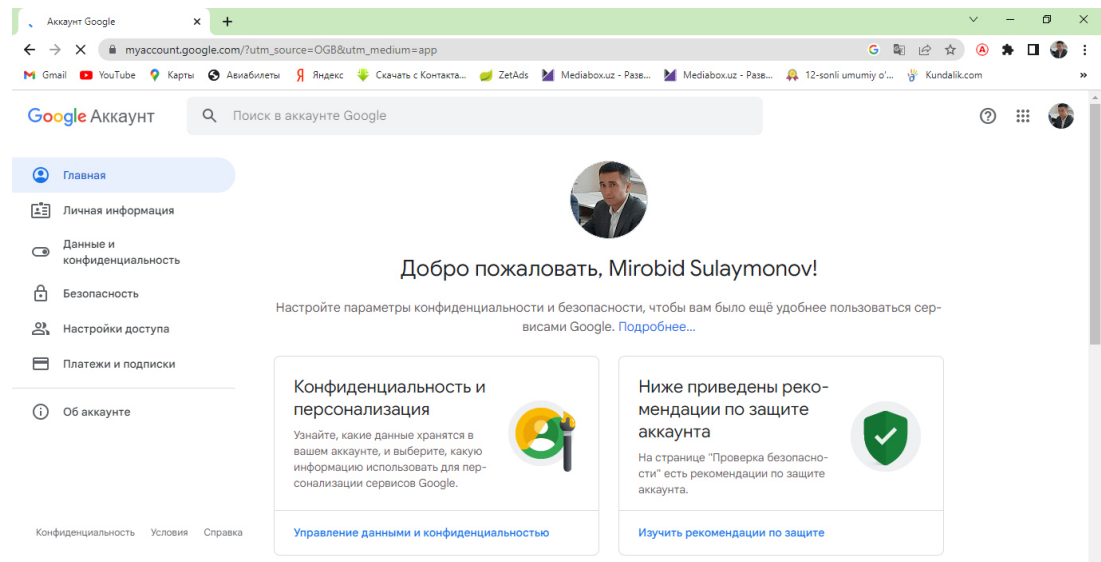 Аккаунт Google
myaccount.google.com/?utm_source=OGB&utm_medium=app
Gmail YouTube Карты Авиабилеты Яндекс Скачать с Контакта... ZetAds Mediabox.uz - Разв... Mediabox.uz - Разв... 12-sonli umumiy o'... Kundalik.com »
Google Аккаунт
Поиск в аккаунте Google
Главная
Личная информация
Данные и
конфиденциальность
Безопасность
Настройки доступа
Платежи и подписки
Об аккаунте
Добро пожаловать, Mirobid Sulaymonov!
Настройте параметры конфиденциальности и безопасности, чтобы вам было ещё удобнее пользоваться сер-
висами Google. Подробнее...
Конфиденциальность и
персонализация
Узнайте, какие данные хранятся в
вашем аккаунте, и выберите, какую
информацию использовать для пер-
сонализации сервисов Google.
Управление данными и конфиденциальностью
Ниже приведены реко-
мендации по защите
аккаунта
На странице "Проверка безопасно-
сти" есть рекомендации по защите
аккаунта.
Изучить рекомендации по защите
Конфиденциальность Условия Справка